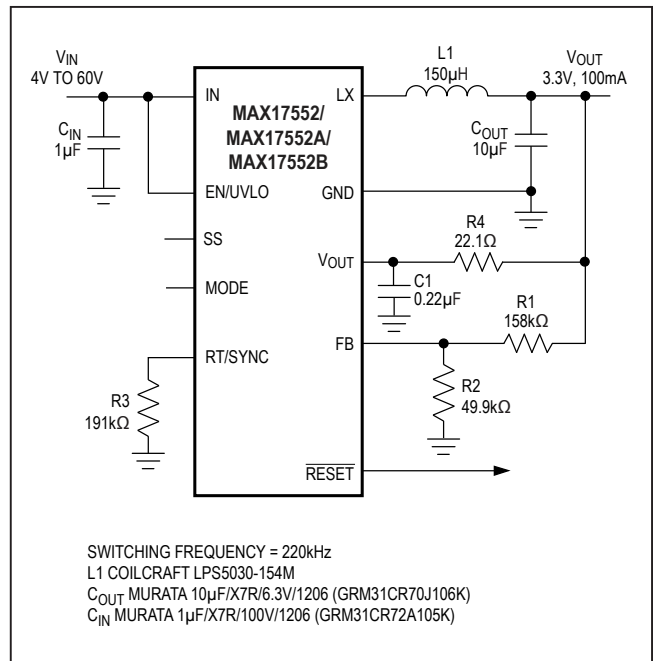 VIN
4V TO 60V
CIN
1µF
IN
EN/UVLO
SS
MODE
RT/SYNC
R3
191kΩ
MAX17552/
MAX17552A/
MAX17552B
LX
GND
VOUT
FB
RESET
L1
150µH
VOUT
3.3V, 100mA
COUT
10µF
R4
22.1Ω
C1
0.22µF
R1
158kΩ
R2
49.9kΩ
SWITCHING FREQUENCY = 220kHz
L1 COILCRAFT LPS5030-154M
COUT MURATA 10µF/X7R/6.3V/1206 (GRM31CR70J106K)
CIN MURATA 1µF/X7R/100V/1206 (GRM31CR72A105K)